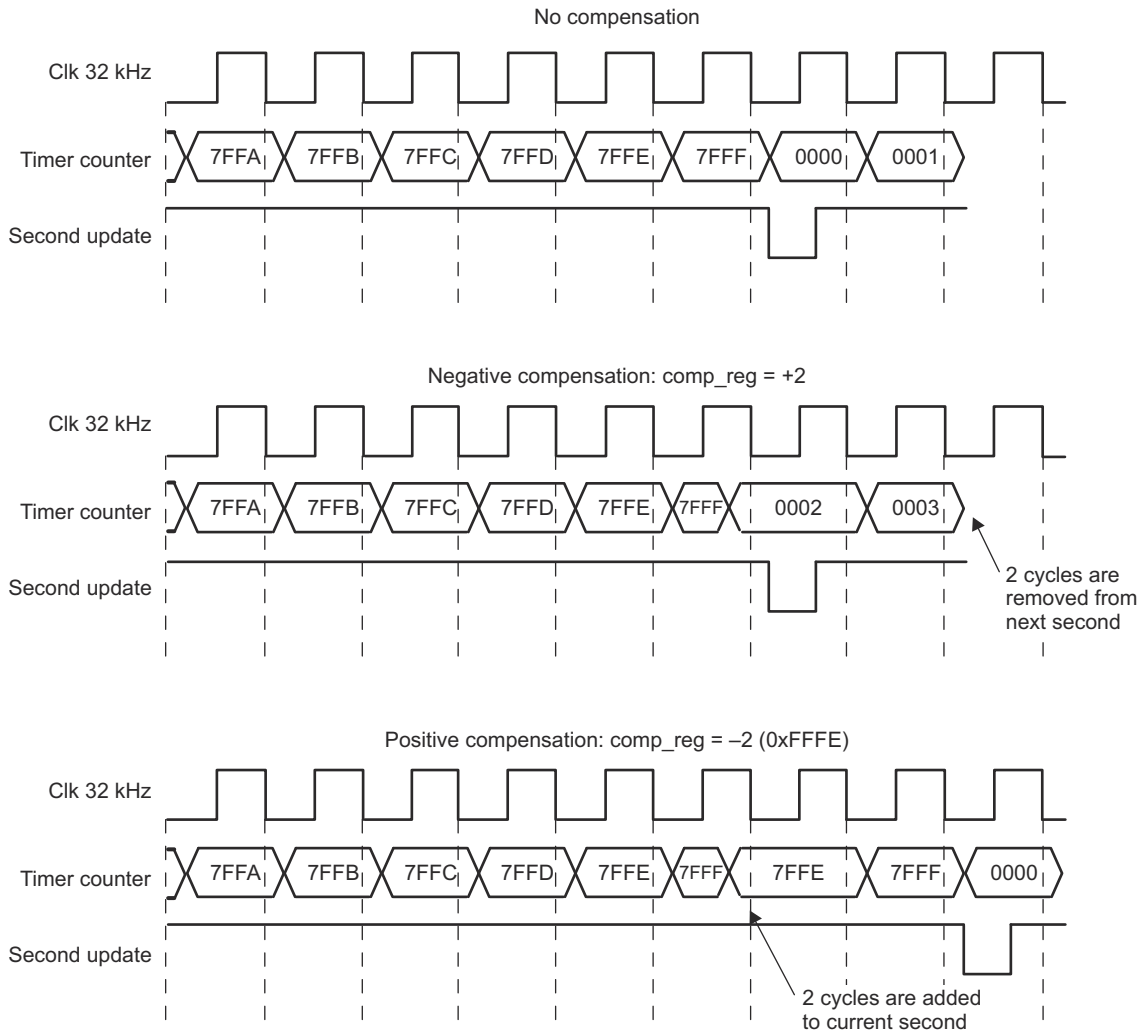 No compensation
Clk 32 kHz
Timer counter
7FFA 7FFB 7FFC 7FFD 7FFE 7FFF 0000 0001
Second update
Negative compensation: comp_reg = +2
Clk 32 kHz
Timer counter
7FFA 7FFB 7FFC 7FFD 7FFE 7FFF 0002 0003
Second update
2 cycles are
removed from
next second
Positive compensation: comp_reg = –2 (0xFFFE)
Clk 32 kHz
Timer counter
7FFA 7FFB 7FFC 7FFD 7FFE 7FFF 7FFE 7FFF 0000
Second update
2 cycles are added
to current second